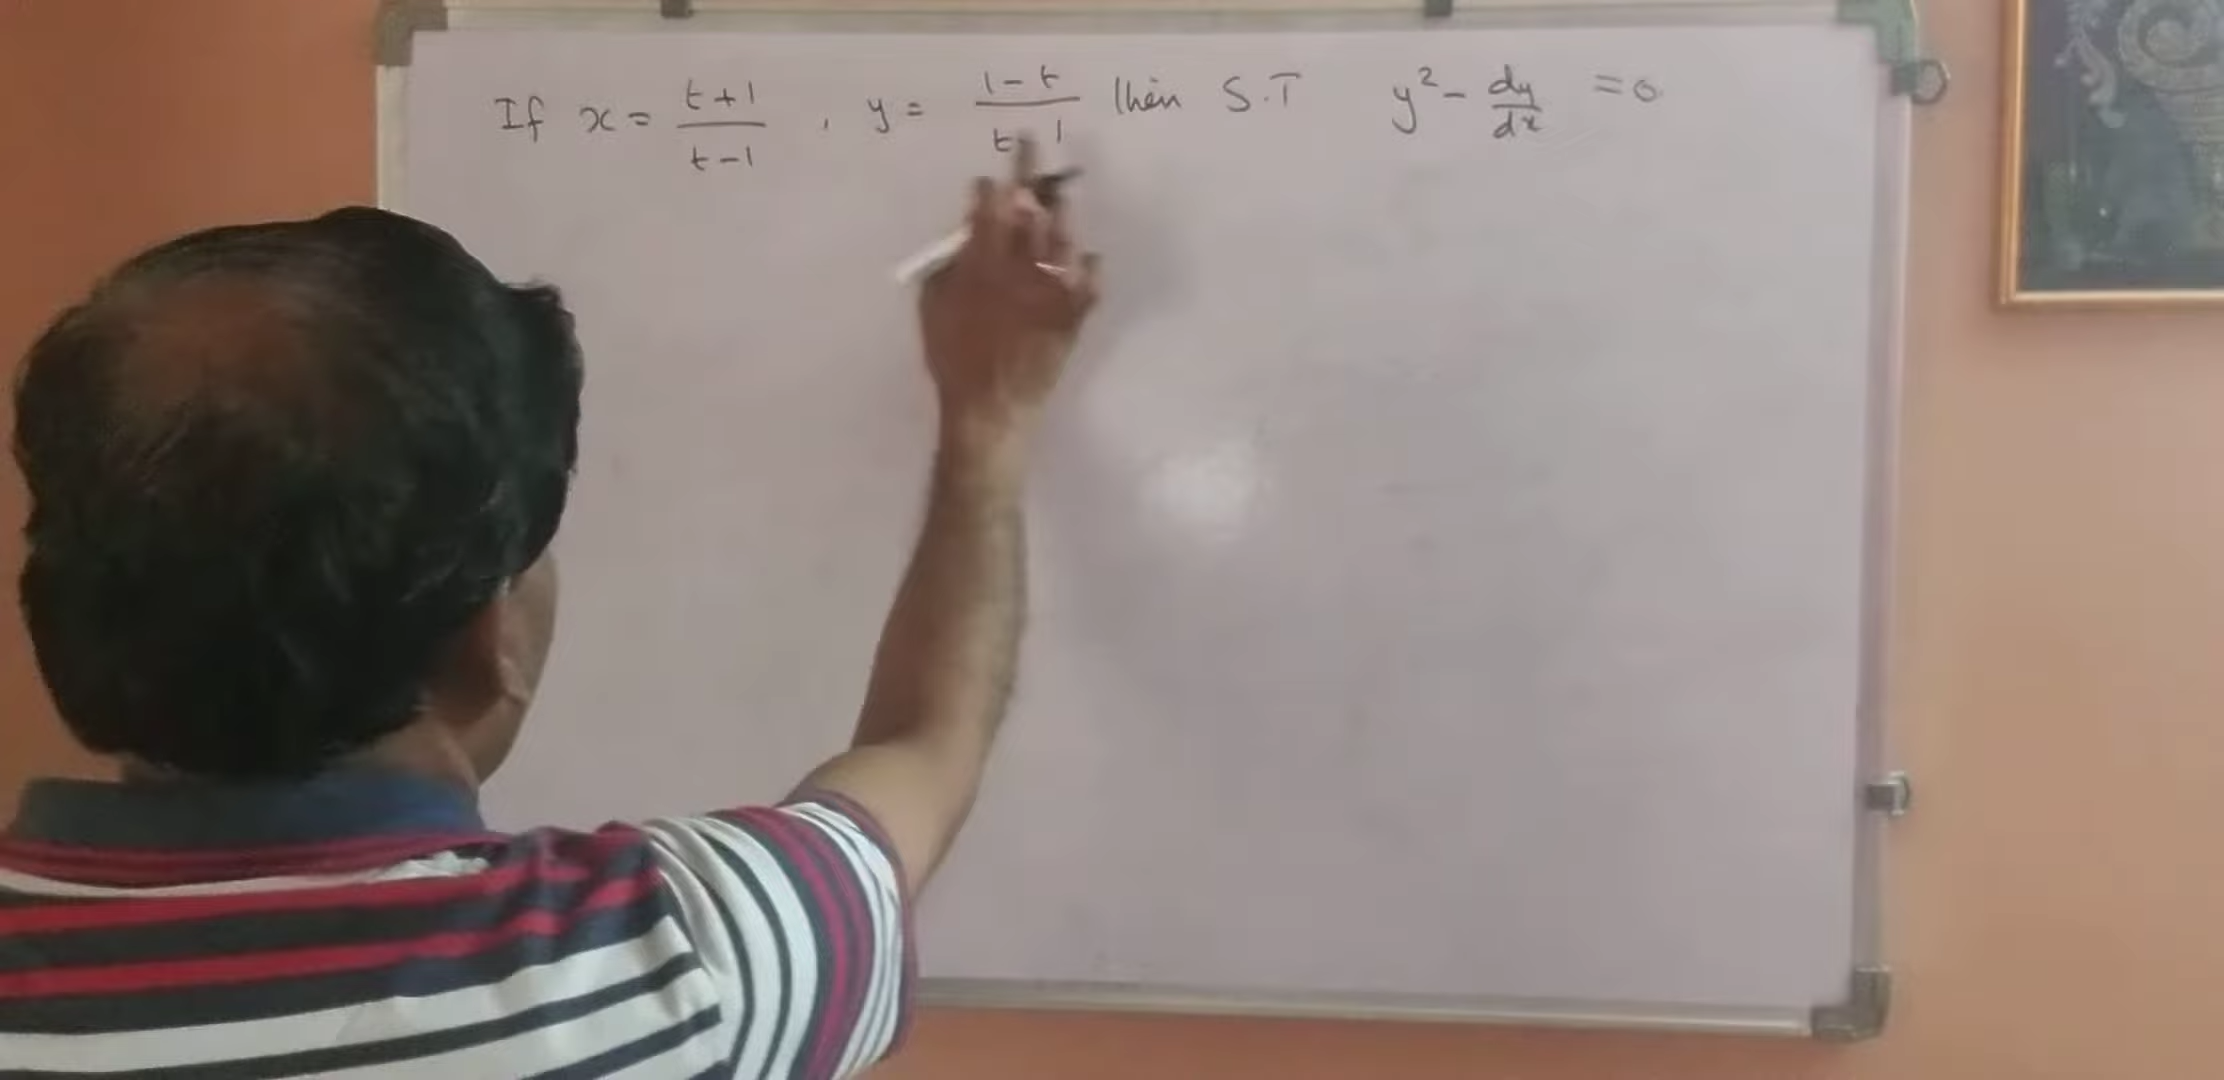 If x = t+1/t-1 , y = 1-t/t 1 then S.T y² - dy/dx = 0